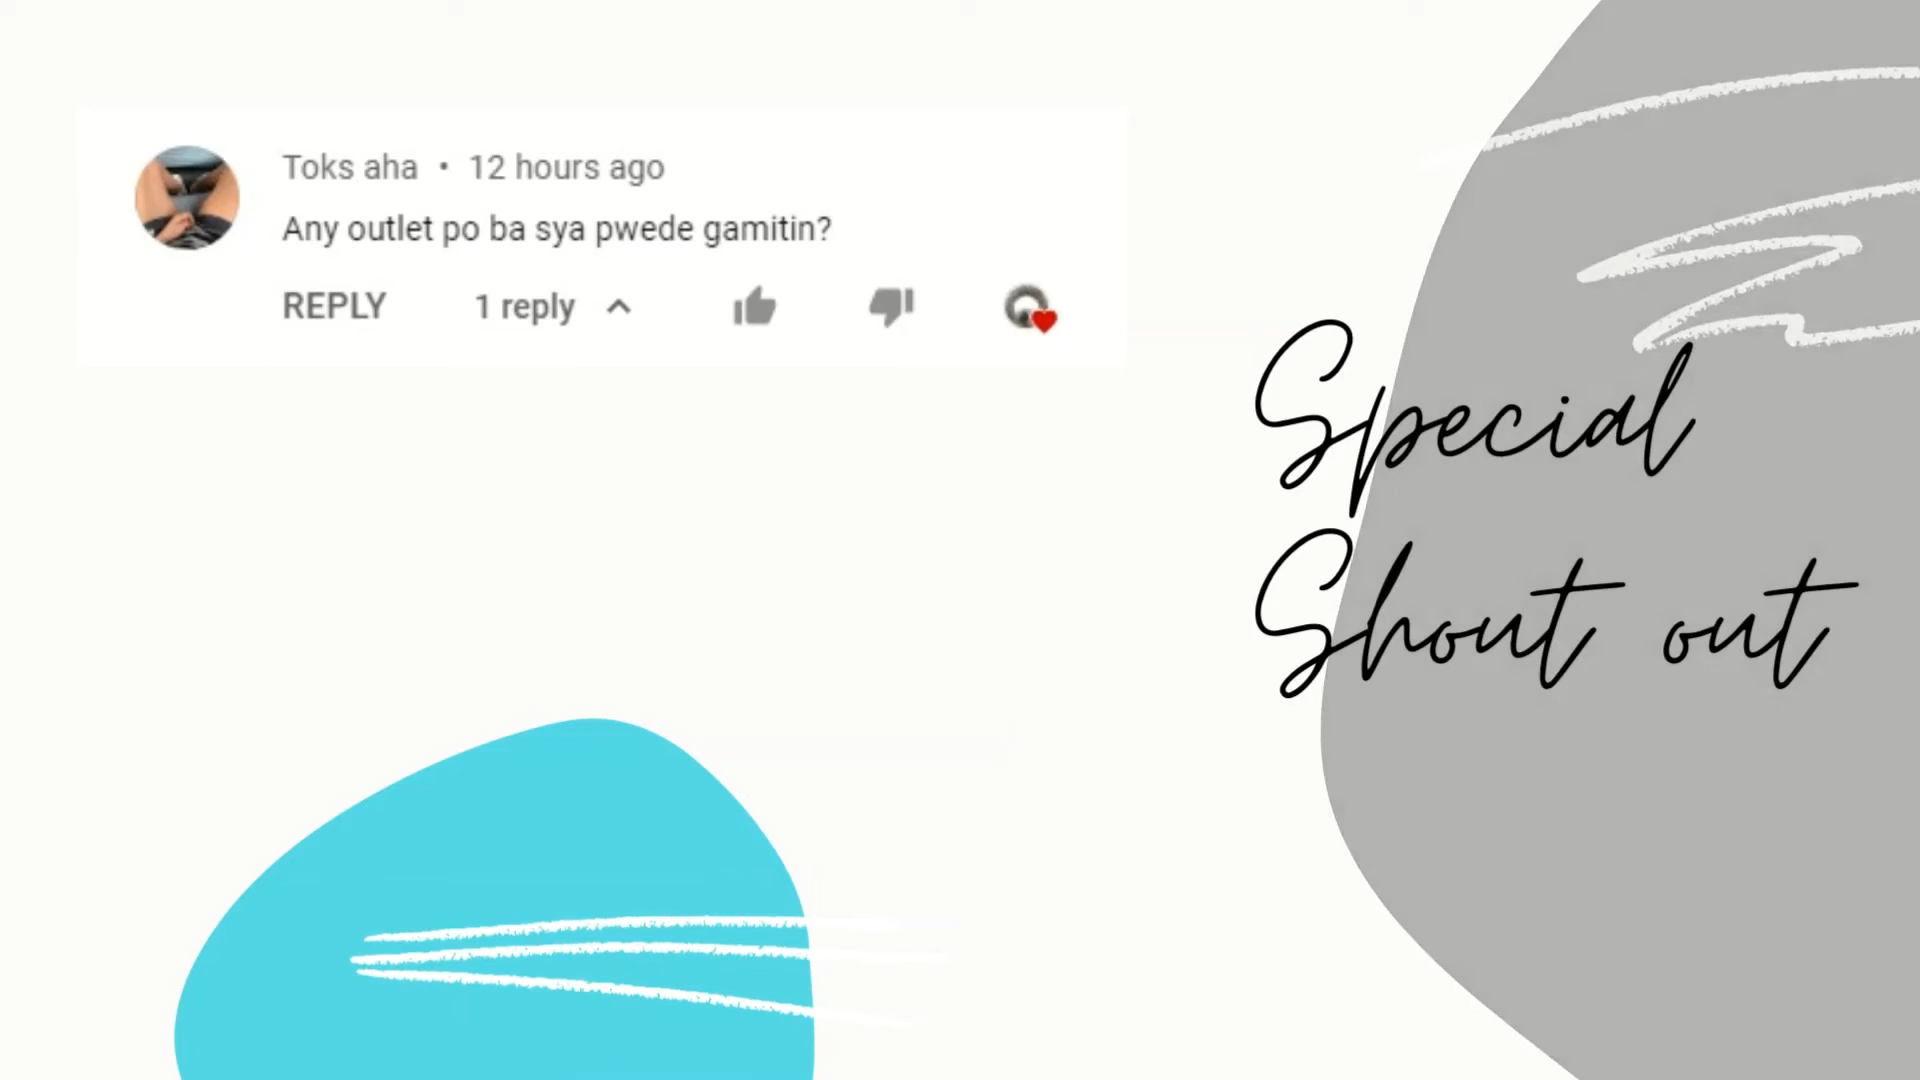 Toks aha • 12 hours ago
Any outlet po ba sya pwede gamitin?
REPLY 1 reply
Special
Shout out